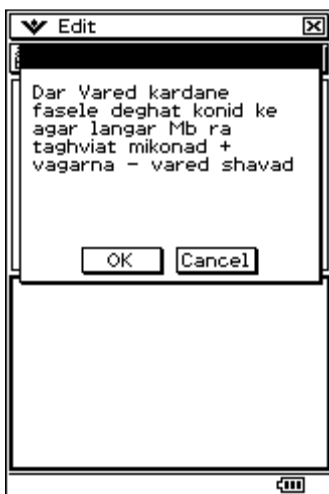 Edit
Dar Vared kardane
fasele deghat konid ke
agar langar Mb ra
taghviat mikonad +
vagarna - vared shavad
OK Cancel